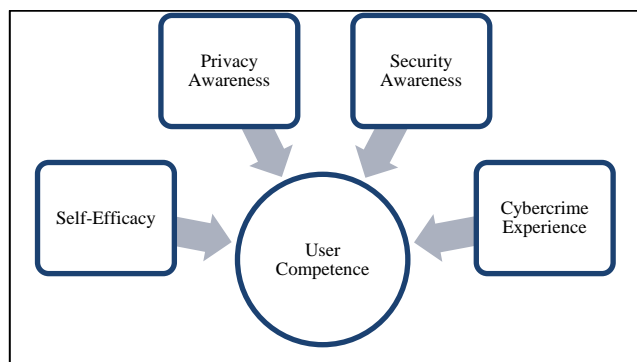 Privacy
Awareness
Security
Awareness
Self-Efficacy
Cybercrime
Experience
User
Competence